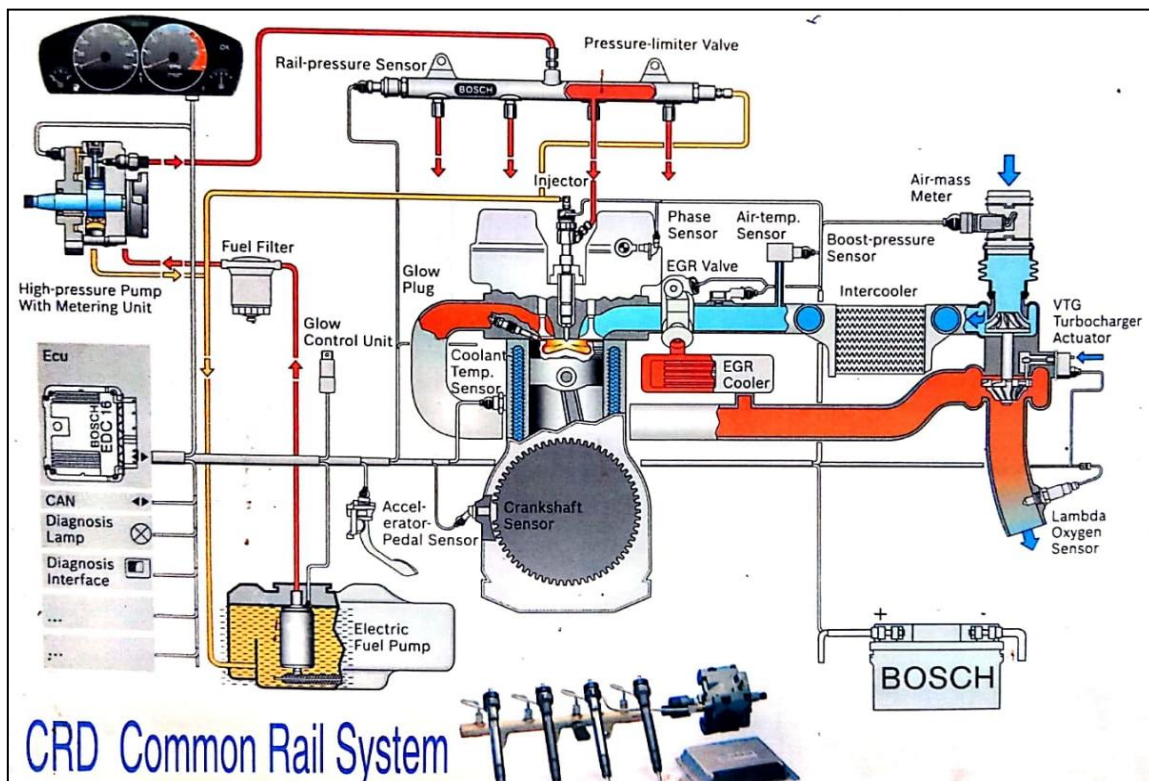 Pressure-limiter Valve
Rail-pressure Sensor
BOSCH
Injector
Air-mass
Meter
Phase
Sensor
Air-temp.
Sensor
Boost-pressure
Sensor
Fuel Filter
Glow
Plug
EGR Valve
Intercooler
VTG
Turbocharger
Actuator
High-pressure Pump
With Metering Unit
Glow
Control Unit
Ecu
BOSCH
EDC 16
Coolant
Temp.
Sensor
EGR
Cooler
CAN
Diagnosis
Lamp
Diagnosis
Interface
...
...
Accel-
erator-
Pedal Sensor
Crankshaft
Sensor
Lambda
Oxygen
Sensor
Electric
Fuel Pump
+ -
BOSCH
CRD Common Rail System